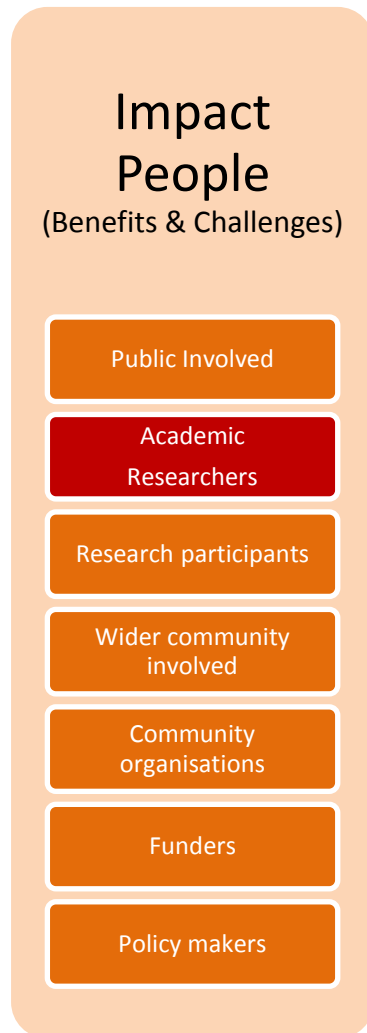 Impact
People
(Benefits & Challenges)
Public Involved
Academic
Researchers
Research participants
Wider community
involved
Community
organisations
Funders
Policy makers